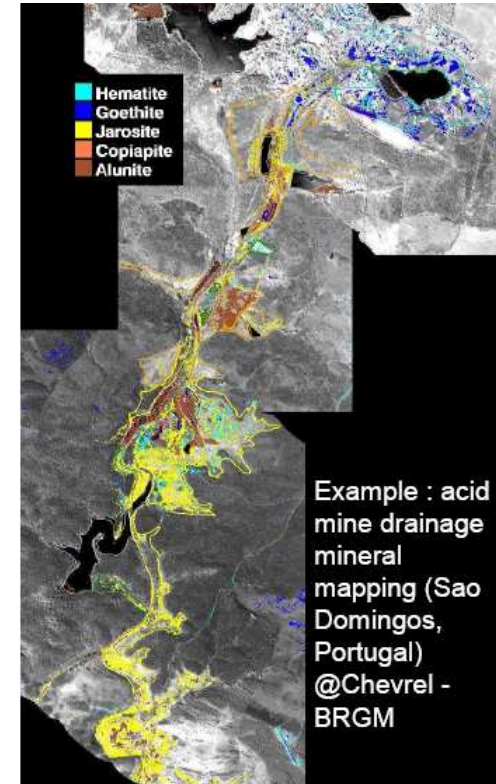 Hematite
Goethite
Jarosite
Copiapite
Alunite
Example : acid
mine drainage
mineral
mapping (Sao
Domingos,
Portugal)
@Chevrel -
BRGM